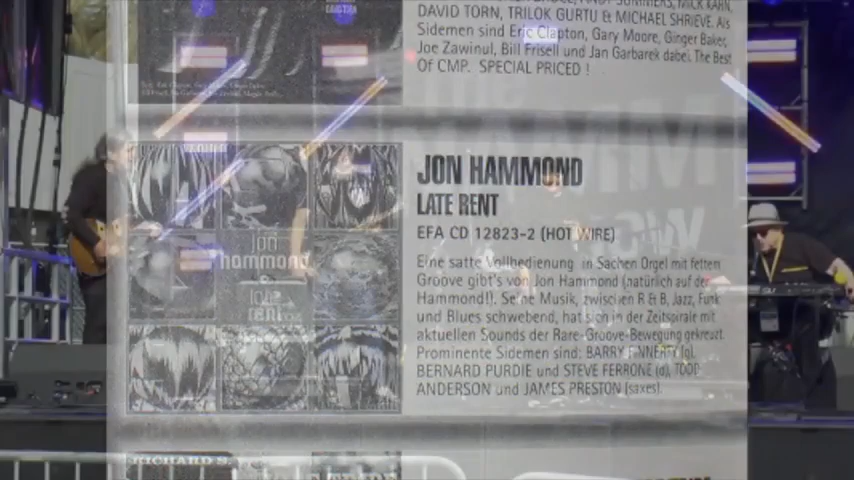 DAVID TORN, TRILOK GURTU & MICHAEL SHRIEVE. Als
Sidemen sind Eric Clapton, Gary Moore, Ginger Baker,
Joe Zawinul, Bill Frisell und Jan Garbarek dabei. The Best
Of CMP. SPECIAL PRICED !
JON HAMMOND
LATE RENT
EFA CD 12823-2 (HOT WIRE)
Eine satte Vollbedienung in Sachen Orgel mit fettem
Groove gibt's von Jon Hammond (natürlich auf der
Hammond!). Seine Musik, zwischen R & B, Jazz, Funk
und Blues schwebend, hat sich in der Zeitspirale mit
aktuellen Sounds der Rare-Groove-Bewegung gekreuzt.
Prominente Sidemen sind: BARRY FINNERTY (g),
BERNARD PURDIE und STEVE FERRONE (d), TODD
ANDERSON und JAMES PRESTON (saxes).
jon
hammond
late
rent
NAMM